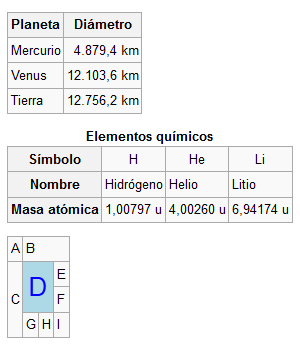 Planeta Diámetro
Mercurio 4.879,4 km
Venus 12.103,6 km
Tierra 12.756,2 km
Elementos químicos
Símbolo H He Li
Nombre Hidrógeno Helio Litio
Masa atómica 1,00797 u 4,00260 u 6,94174 u
A B
C D E
F
G H I